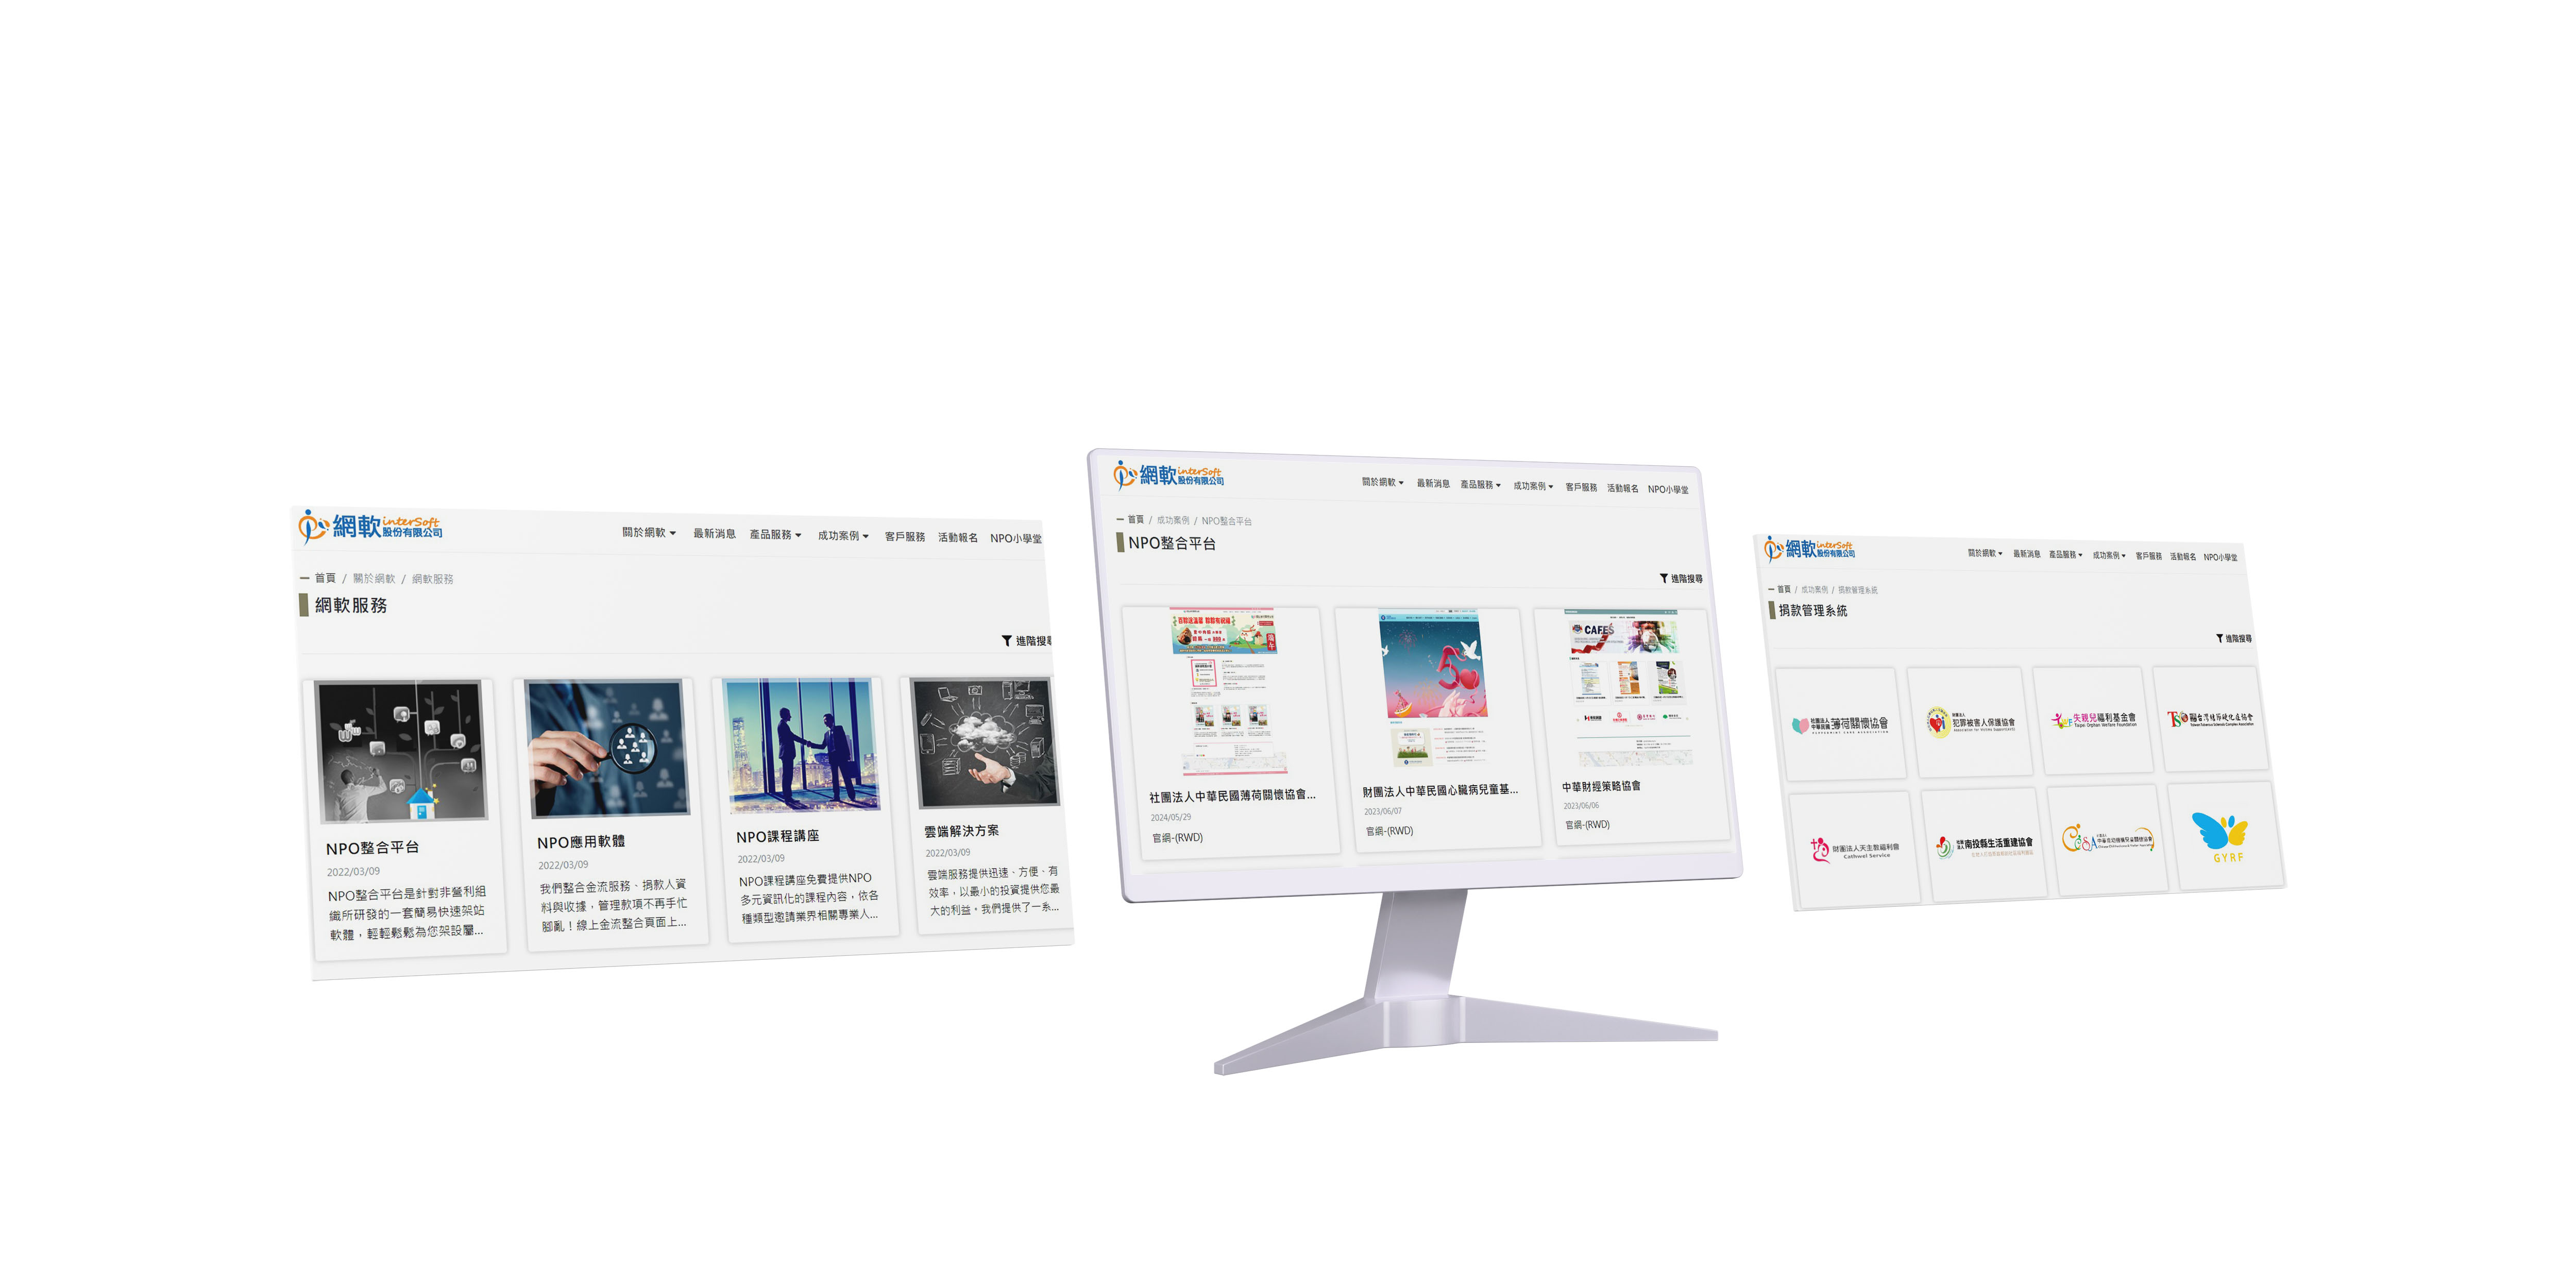 網軟 interSoft
股份有限公司
關於網軟 最新消息 產品服務 成功案例 客戶服務 活動報名 NPO小學堂
首頁 / 關於網軟 / 網軟服務
網軟服務
進階搜尋
NPO整合平台
2022/03/09
NPO整合平台是針對非營利組
織所研發的一套簡易快速架站
軟體，輕輕鬆鬆為您架設屬...
NPO應用軟體
2022/03/09
我們整合金流服務、捐款人資
料與收據，管理款項不再手忙
腳亂！線上金流整合頁面上...
NPO課程講座
2022/03/09
NPO課程講座免費提供NPO
多元資訊化的課程內容，依各
種類型邀請業界相關專業人...
雲端解決方案
2022/03/09
雲端服務提供迅速、方便、有
效率，以最小的投資提供您最
大的利益。我們提供了一系...
網軟 interSoft
股份有限公司
關於網軟 最新消息 產品服務 成功案例 客戶服務 活動報名 NPO小學堂
首頁 / 成功案例 / NPO整合平台
NPO整合平台
進階搜尋
CAFES
社團法人中華民國薄荷關懷協會...
2024/05/29
官網-(RWD)
財團法人中華民國心臟病兒童基...
2023/06/07
官網-(RWD)
中華財經策略協會
2023/06/06
官網-(RWD)
網軟 interSoft
股份有限公司
關於網軟 最新消息 產品服務 成功案例 客戶服務 活動報名 NPO小學堂
首頁 / 成功案例 / 捐款管理系統
捐款管理系統
進階搜尋
薄荷關懷協會
PEPPERMINT CARE ASSOCIATION
犯罪被害人保護協會
Association for Victims Support
失親兒福利基金會
Taipei Orphan Welfare Foundation
財團法人天主教福利會
Cathwel Service
南投縣生活重建協會
GYRF